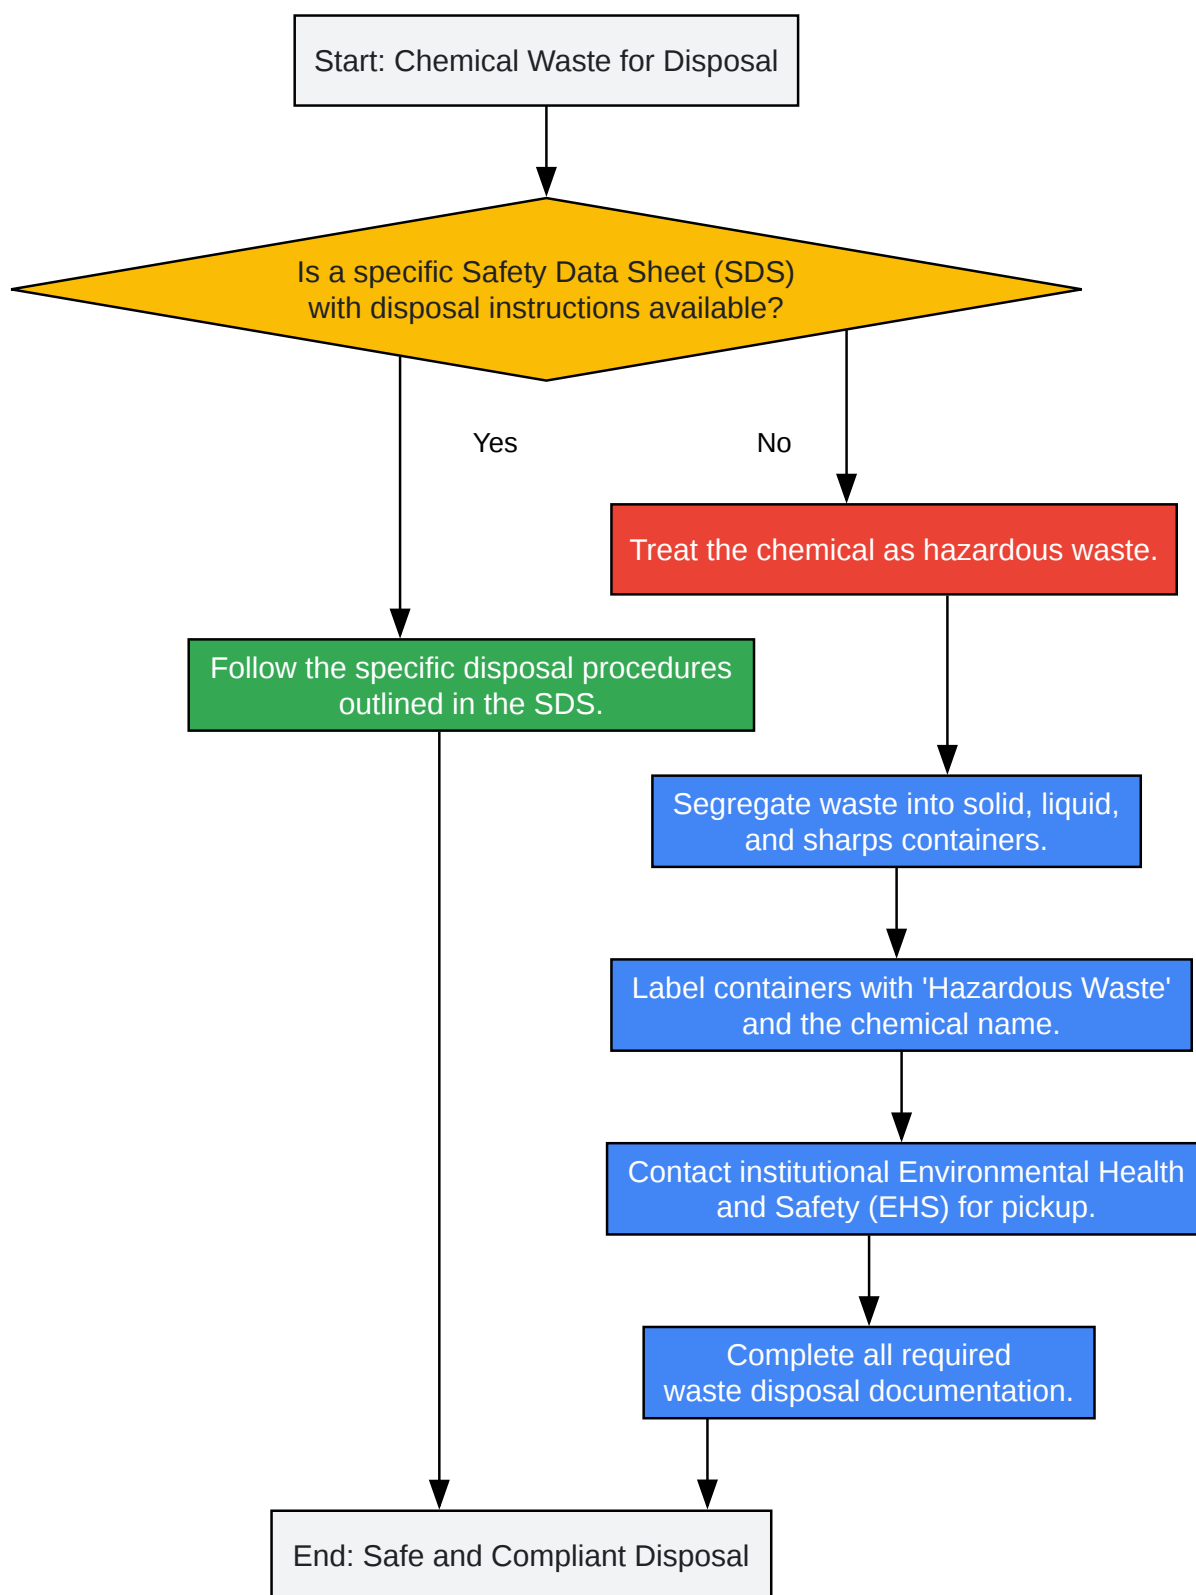 Start: Chemical Waste for Disposal
Is a specific Safety Data Sheet (SDS)
with disposal instructions available?
Yes
No
Treat the chemical as hazardous waste.
Follow the specific disposal procedures
outlined in the SDS.
Segregate waste into solid, liquid,
and sharps containers.
Label containers with 'Hazardous Waste'
and the chemical name.
Contact institutional Environmental Health
and Safety (EHS) for pickup.
Complete all required
waste disposal documentation.
End: Safe and Compliant Disposal